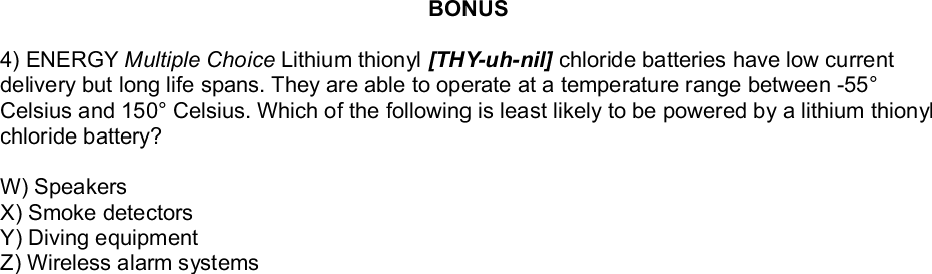 BONUS
4) ENERGY Multiple Choice Lithium thionyl [THY-uh-nil] chloride batteries have low current
delivery but long life spans. They are able to operate at a temperature range between -55°
Celsius and 150° Celsius. Which of the following is least likely to be powered by a lithium thionyl
chloride battery?
W) Speakers
X) Smoke detectors
Y) Diving equipment
Z) Wireless alarm systems